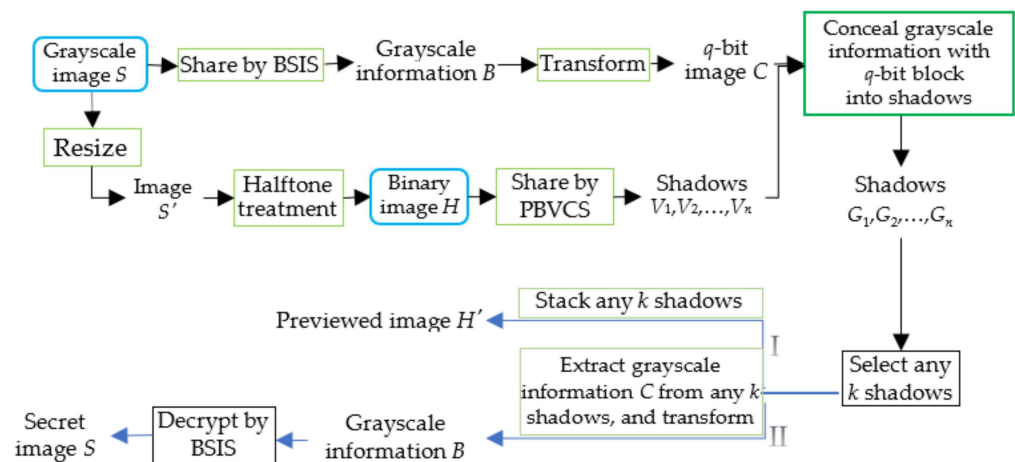 Grayscale
image S
Share by BSIS
Grayscale
information B
Transform
q-bit
image C
Conceal grayscale
information with
q-bit block
into shadows
Resize
Image
S'
Halftone
treatment
Binary
image H
Share by
PBVCS
Shadows
V₁,V₂,…,Vₙ
Shadows
G₁,G₂,…,Gₙ
Stack any k shadows
Previewed image H'
I
Extract grayscale
information C from any k
shadows, and transform
Select any
k shadows
II
Secret
image S
Decrypt by
BSIS
Grayscale
information B